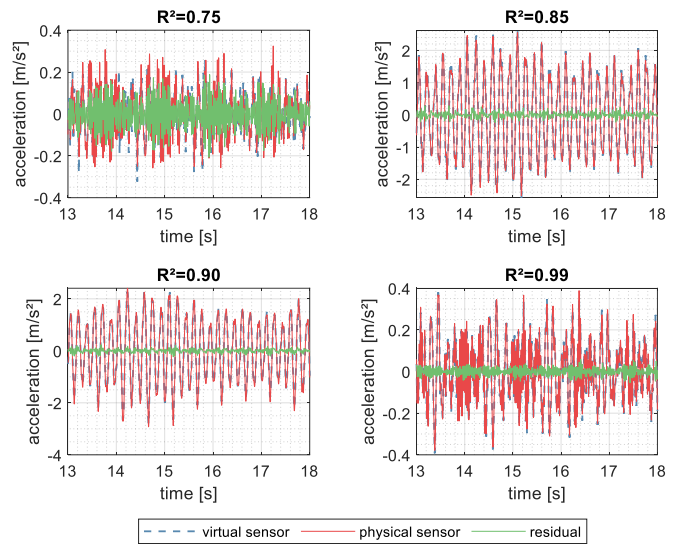 R²=0.75
acceleration [m/s²]
0.4
0.2
0
-0.2
-0.4
13 14 15 16 17 18
time [s]
R²=0.85
acceleration [m/s²]
2
1
0
-1
-2
13 14 15 16 17 18
time [s]
R²=0.90
acceleration [m/s²]
2
0
-2
-4
13 14 15 16 17 18
time [s]
R²=0.99
acceleration [m/s²]
0.4
0.2
0
-0.2
-0.4
13 14 15 16 17 18
time [s]
virtual sensor physical sensor residual